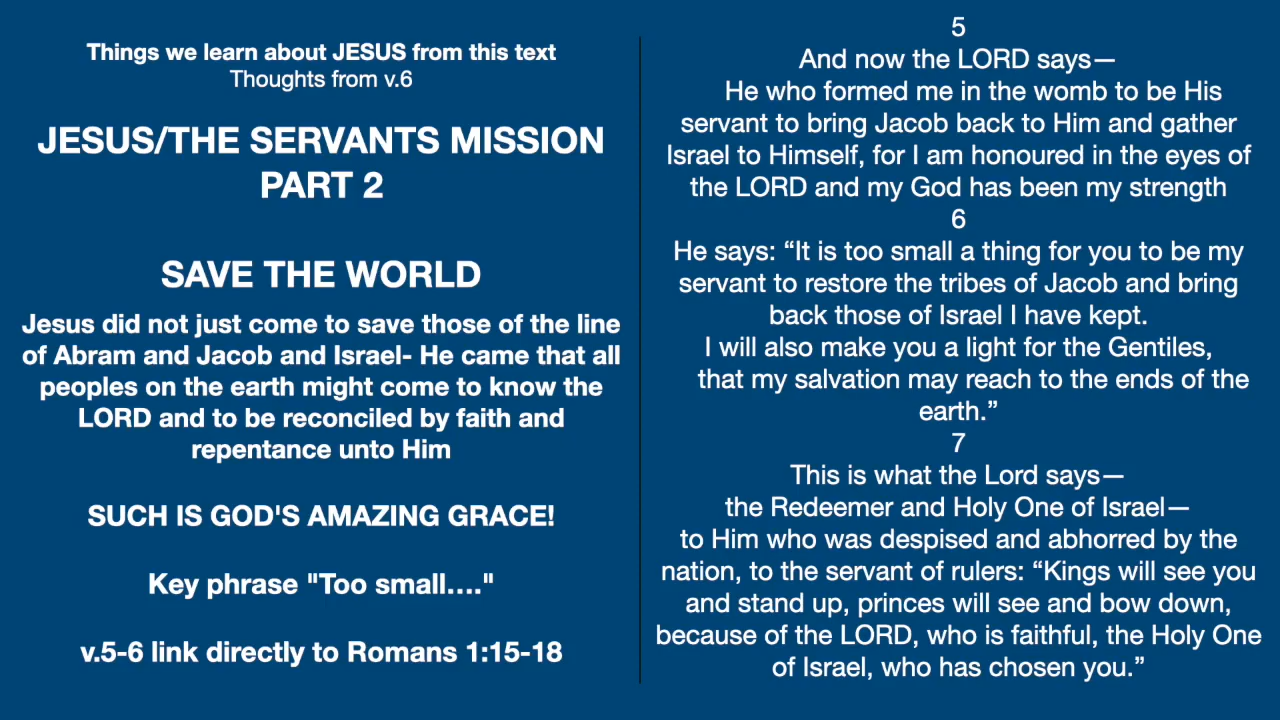 Things we learn about JESUS from this text
Thoughts from v.6
JESUS/THE SERVANTS MISSION
PART 2
SAVE THE WORLD
Jesus did not just come to save those of the line
of Abram and Jacob and Israel- He came that all
peoples on the earth might come to know the
LORD and to be reconciled by faith and
repentance unto Him
SUCH IS GOD'S AMAZING GRACE!
Key phrase "Too small...."
v.5-6 link directly to Romans 1:15-18
5
And now the LORD says—
He who formed me in the womb to be His
servant to bring Jacob back to Him and gather
Israel to Himself, for I am honoured in the eyes of
the LORD and my God has been my strength
6
He says: “It is too small a thing for you to be my
servant to restore the tribes of Jacob and bring
back those of Israel I have kept.
I will also make you a light for the Gentiles,
that my salvation may reach to the ends of the
earth.”
7
This is what the Lord says—
the Redeemer and Holy One of Israel—
to Him who was despised and abhorred by the
nation, to the servant of rulers: “Kings will see you
and stand up, princes will see and bow down,
because of the LORD, who is faithful, the Holy One
of Israel, who has chosen you.”